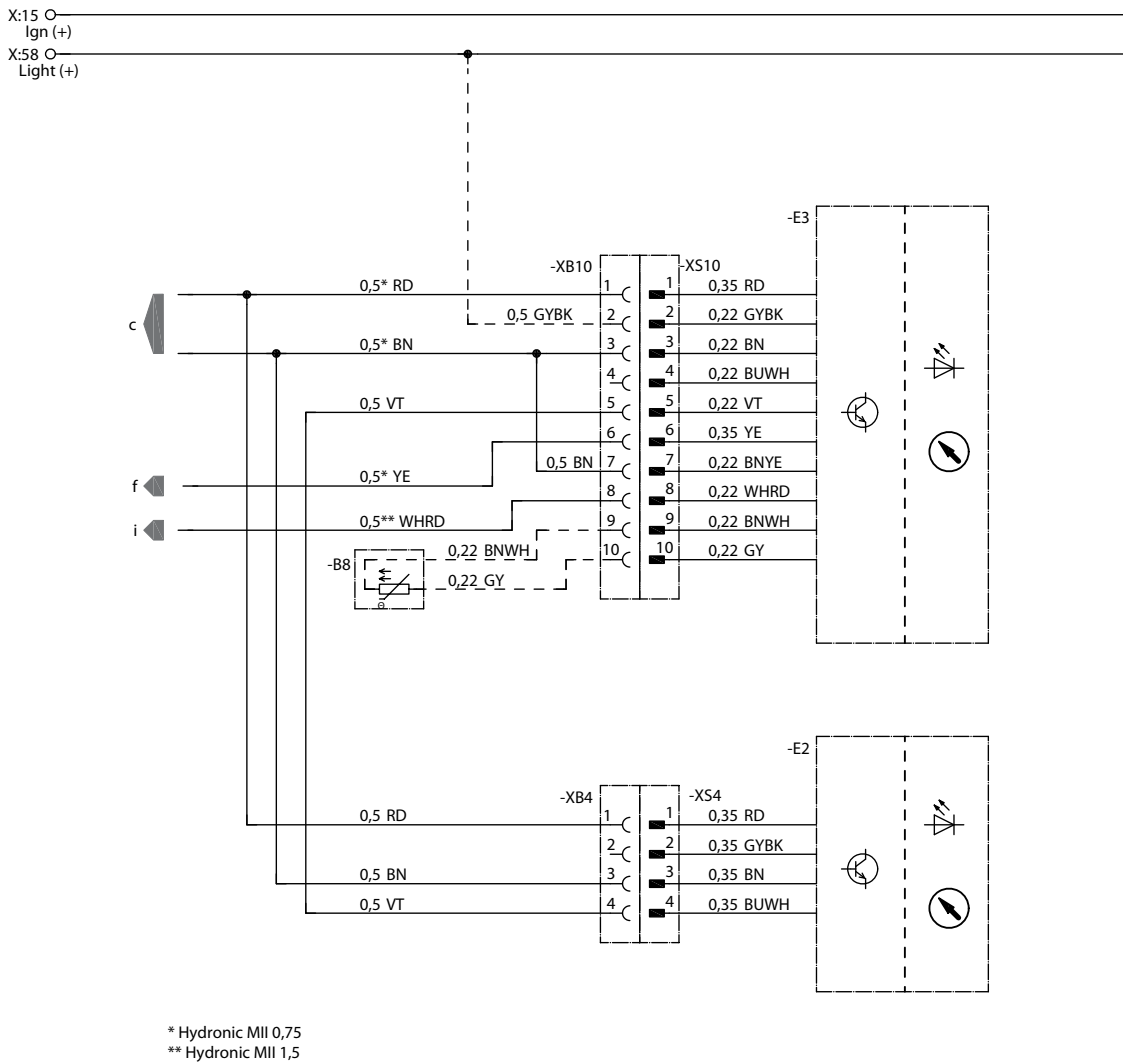 X:15
Ign (+)
X:58
Light (+)
-E3
-XB10
-XS10
c
0,5* RD
1
1
0,35 RD
0,5 GYBK
2
2
0,22 GYBK
0,5* BN
3
3
0,22 BN
4
4
0,22 BUWH
0,5 VT
5
5
0,22 VT
6
6
0,35 YE
0,5 BN
7
7
0,22 BNYE
f
0,5* YE
8
8
0,22 WHRD
i
0,5** WHRD
9
9
0,22 BNWH
0,22 BNWH
10
10
0,22 GY
-B8
0,22 GY
-E2
-XB4
-XS4
0,5 RD
1
1
0,35 RD
2
2
0,35 GYBK
0,5 BN
3
3
0,35 BN
0,5 VT
4
4
0,35 BUWH
* Hydronic MII 0,75
** Hydronic MII 1,5